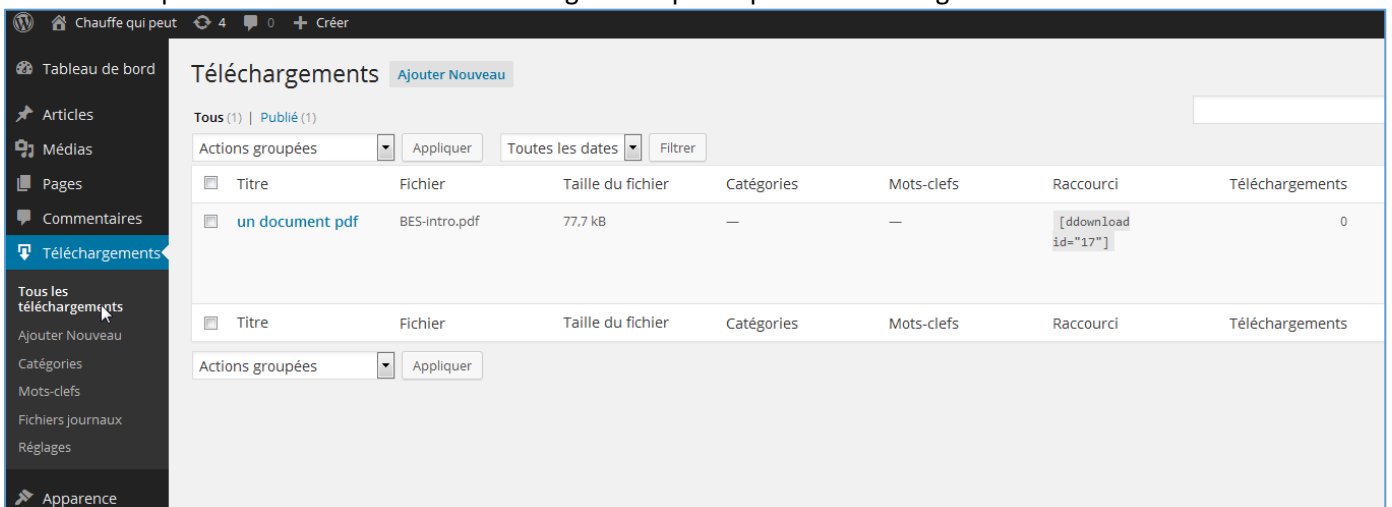 Chauffe qui peut 4 0 + Créer
Tableau de bord
Articles
Médias
Pages
Commentaires
Téléchargements
Tous les
téléchargements
Ajouter Nouveau
Catégories
Mots-clefs
Fichiers journaux
Réglages
Apparence
Téléchargements Ajouter Nouveau
Tous (1) | Publié (1)
Actions groupées Appliquer Toutes les dates Filtrer
Titre Fichier Taille du fichier Catégories Mots-clefs Raccourci Téléchargements
un document pdf BES-intro.pdf 77,7 kB — — [ddownload 0
id="17"]
Titre Fichier Taille du fichier Catégories Mots-clefs Raccourci Téléchargements
Actions groupées Appliquer